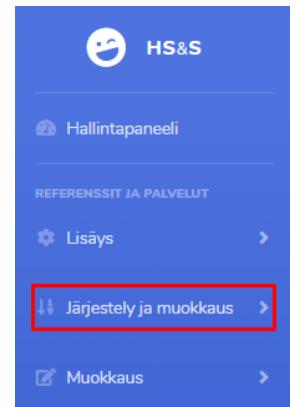 HS&S
Hallintapaneeli
REFERENSSIT JA PALVELUT
Lisäys
Järjestely ja muokkaus
Muokkaus